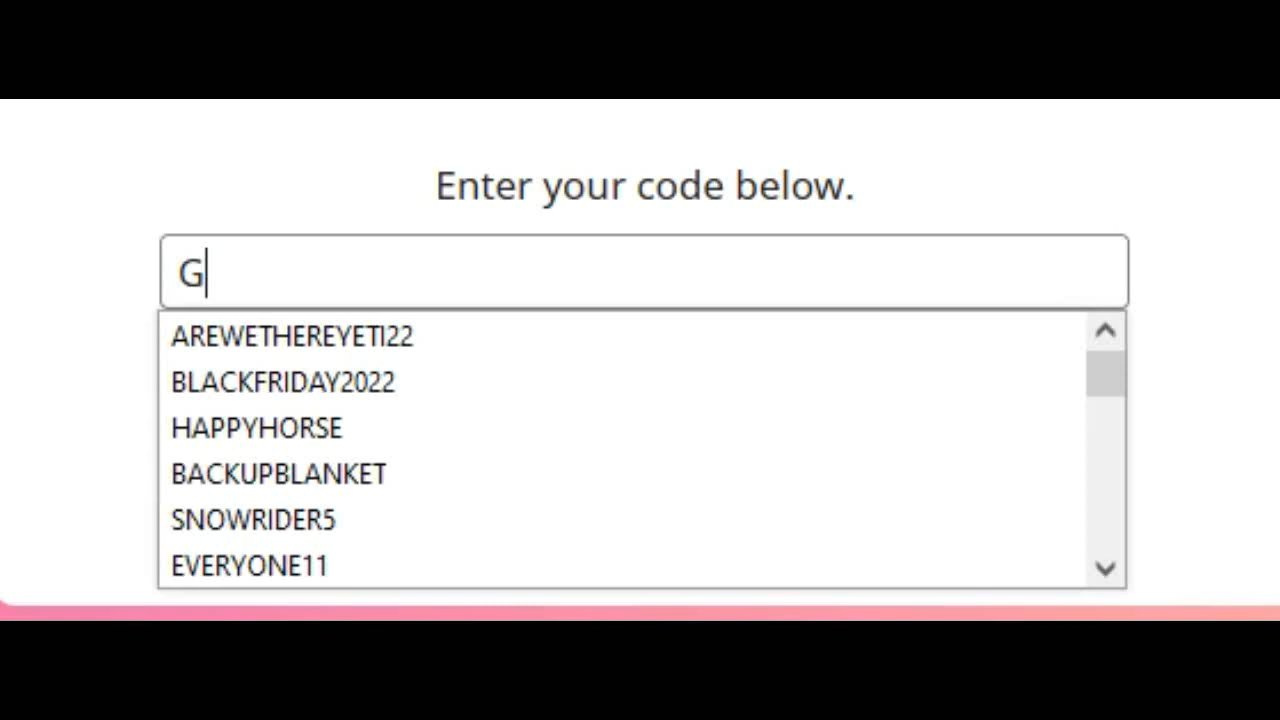 Enter your code below.
G
AREWETHEREYETI22
BLACKFRIDAY2022
HAPPYHORSE
BACKUPBLANKET
SNOWRIDER5
EVERYONE11